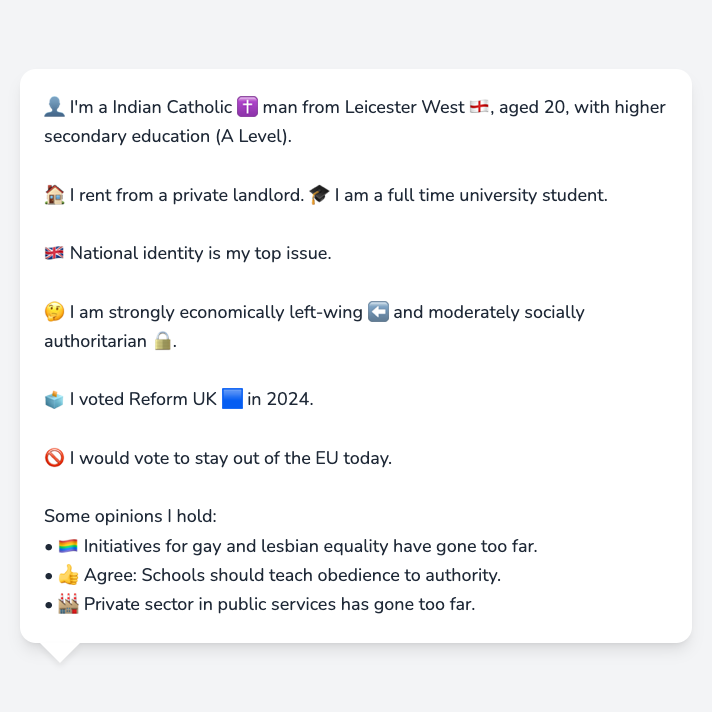 👤 I'm a Indian Catholic ✝️ man from Leicester West 🏴󠁧󠁢󠁥󠁮󠁧󠁿, aged 20, with higher
secondary education (A Level).
🏠 I rent from a private landlord. 🎓 I am a full time university student.
🇬🇧 National identity is my top issue.
🤔 I am strongly economically left-wing ⬅️ and moderately socially
authoritarian 🔒.
🗳️ I voted Reform UK 🟦 in 2024.
🚫 I would vote to stay out of the EU today.
Some opinions I hold:
• 🏳️‍🌈 Initiatives for gay and lesbian equality have gone too far.
• 👍 Agree: Schools should teach obedience to authority.
• 🏭 Private sector in public services has gone too far.